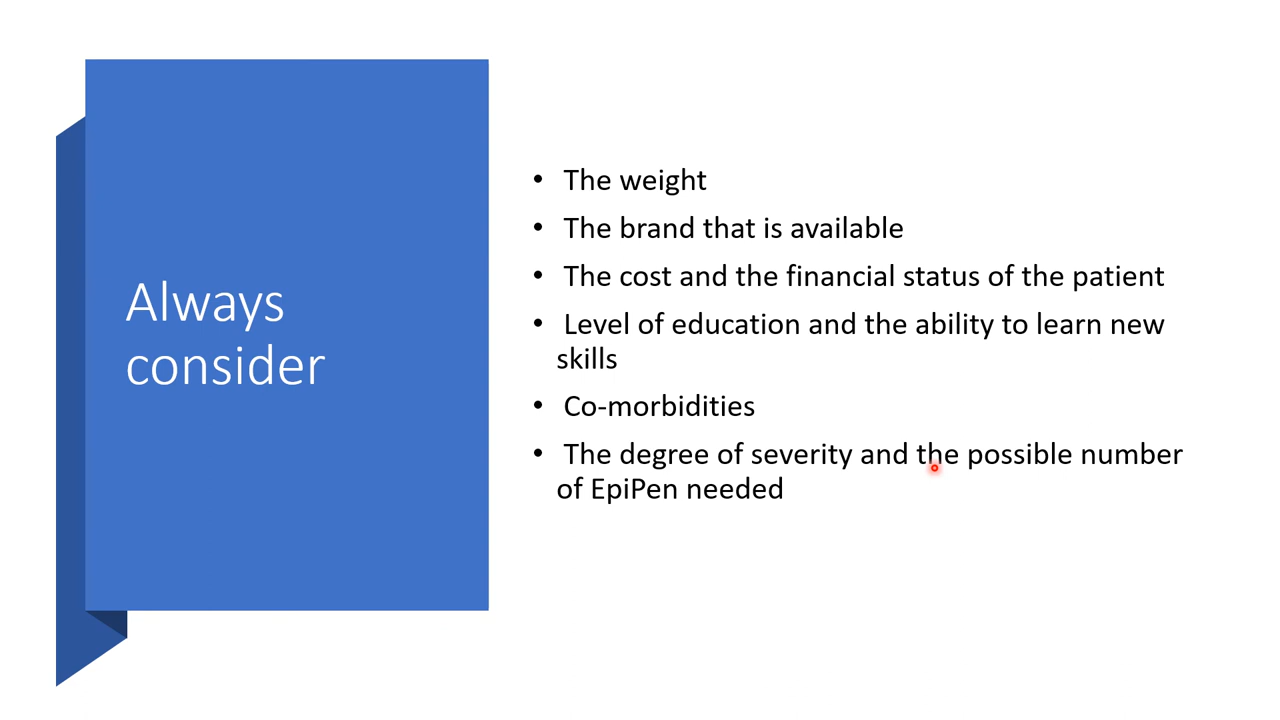 Always
consider
• The weight
• The brand that is available
• The cost and the financial status of the patient
• Level of education and the ability to learn new
skills
• Co-morbidities
• The degree of severity and the possible number
of EpiPen needed